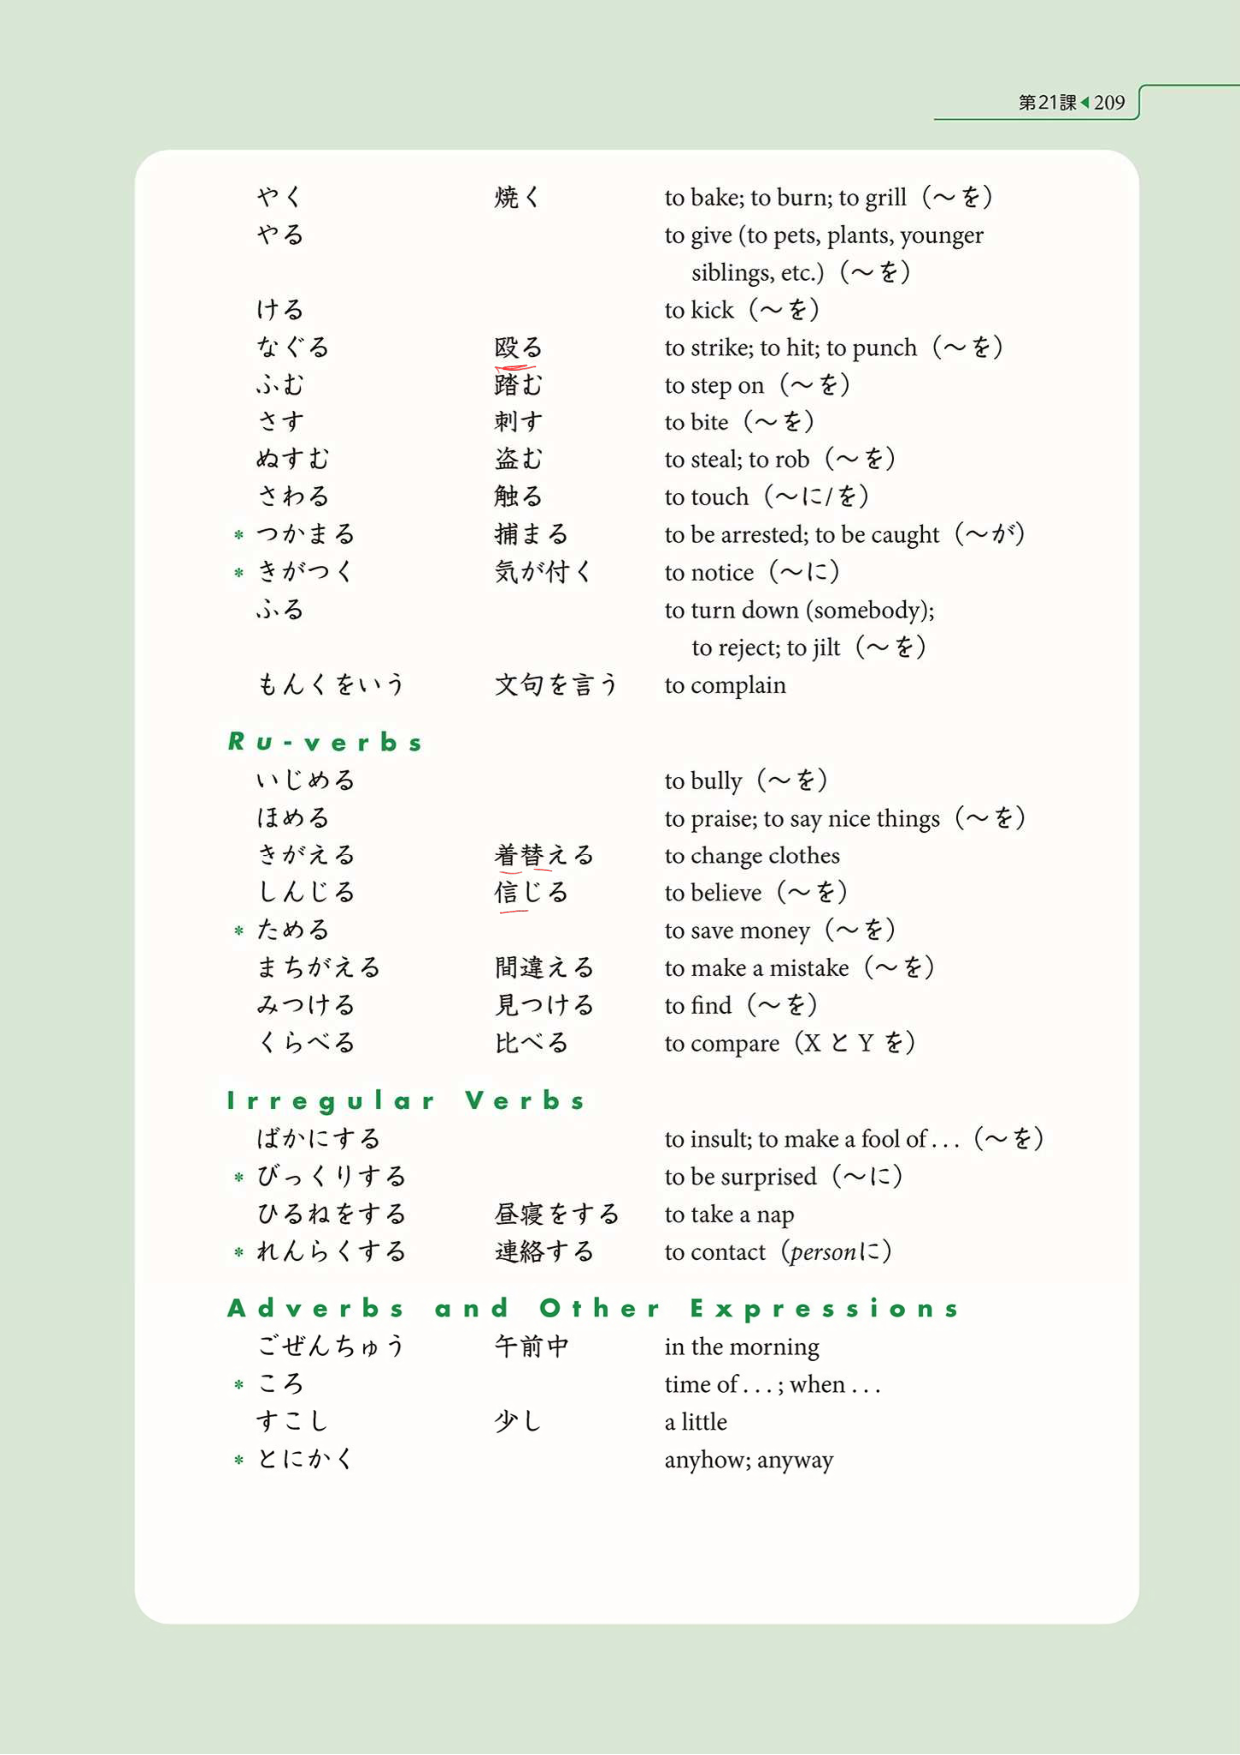 第21課◀209
やく 焼く to bake; to burn; to grill（～を）
やる to give (to pets, plants, younger
siblings, etc.)（～を）
ける to kick（～を）
なぐる 殴る to strike; to hit; to punch（～を）
ふむ 踏む to step on（～を）
さす 刺す to bite（～を）
ぬすむ 盗む to steal; to rob（～を）
さわる 触る to touch（～に/を）
* つかまる 捕まる to be arrested; to be caught（～が）
* きがつく 気が付く to notice（～に）
ふる to turn down (somebody);
to reject; to jilt（～を）
もんくをいう 文句を言う to complain
Ru-verbs
いじめる to bully（～を）
ほめる to praise; to say nice things（～を）
きがえる 着替える to change clothes
しんじる 信じる to believe（～を）
* ためる to save money（～を）
まちがえる 間違える to make a mistake（～を）
みつける 見つける to find（～を）
くらべる 比べる to compare（X と Y を）
Irregular Verbs
ばかにする to insult; to make a fool of . . .（～を）
* びっくりする to be surprised（～に）
ひるねをする 昼寝をする to take a nap
* れんらくする 連絡する to contact（personに）
Adverbs and Other Expressions
ごぜんちゅう 午前中 in the morning
* ころ time of . . . ; when . . .
すこし 少し a little
* とにかく anyhow; anyway